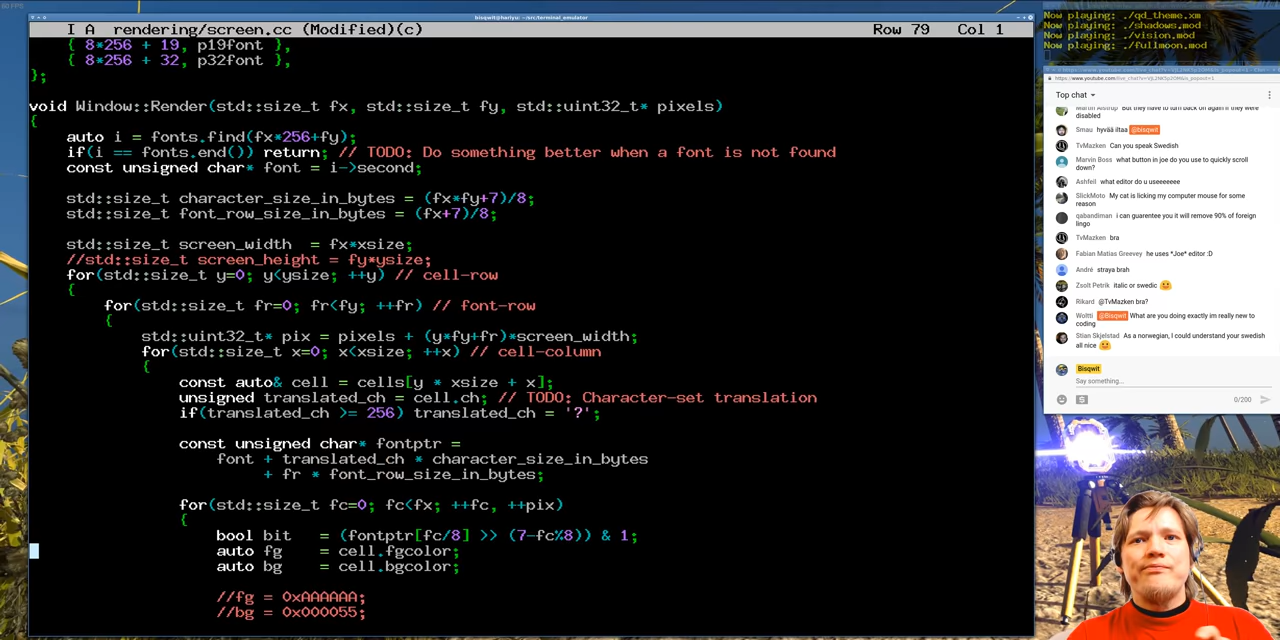 60 FPS
bisqwit@hariyu: ~/src/terminal_emulator
I A   rendering/screen.cc (Modified)(c)                Row 79   Col 1
    { 8*256 + 19, p19font },
    { 8*256 + 32, p32font },
};
void Window::Render(std::size_t fx, std::size_t fy, std::uint32_t* pixels)
{
    auto i = fonts.find(fx*256+fy);
    if(i == fonts.end()) return; // TODO: Do something better when a font is not found
    const unsigned char* font = i->second;
    std::size_t character_size_in_bytes = (fx*fy+7)/8;
    std::size_t font_row_size_in_bytes = (fx+7)/8;
    std::size_t screen_width  = fx*xsize;
    //std::size_t screen_height = fy*ysize;
    for(std::size_t y=0; y<ysize; ++y) // cell-row
    {
        for(std::size_t fr=0; fr<fy; ++fr) // font-row
        {
            std::uint32_t* pix = pixels + (y*fy+fr)*screen_width;
            for(std::size_t x=0; x<xsize; ++x) // cell-column
            {
                const auto& cell = cells[y * xsize + x];
                unsigned translated_ch = cell.ch; // TODO: Character-set translation
                if(translated_ch >= 256) translated_ch = '?';
                const unsigned char* fontptr =
                    font + translated_ch * character_size_in_bytes
                         + fr * font_row_size_in_bytes;
                for(std::size_t fc=0; fc<fx; ++fc, ++pix)
                {
                    bool bit   = (fontptr[fc/8] >> (7-fc%8)) & 1;
                    auto fg    = cell.fgcolor;
                    auto bg    = cell.bgcolor;
                    //fg = 0xAAAAAA;
                    //bg = 0x000055;
Now playing: ./qd_theme.xm
Now playing: ./shadows.mod
Now playing: ./vision.mod
Now playing: ./fullmoon.mod
Top chat
Martin Alstrup But they have to turn back on again if they were
disabled
Smau hyvää iltaa @bisqwit
TvMazken Can you speak Swedish
Marvin Boss what button in joe do you use to quickly scroll
down?
Ashfeil what editor do u useeeeeee
SlickMoto My cat is licking my computer mouse for some
reason
qabandiman i can guarentee you it will remove 90% of foreign
lingo
TvMazken bra
Fabian Matias Greevey he uses *Joe* editor :D
André straya brah
Zsolt Petrik italic or swedic
Rikard @TvMazken bra?
Woltti @Bisqwit What are you doing exactly im really new to
coding
Stian Skjelstad As a norwegian, I could understand your swedish
all nice
Bisqwit
Say something...
0/200